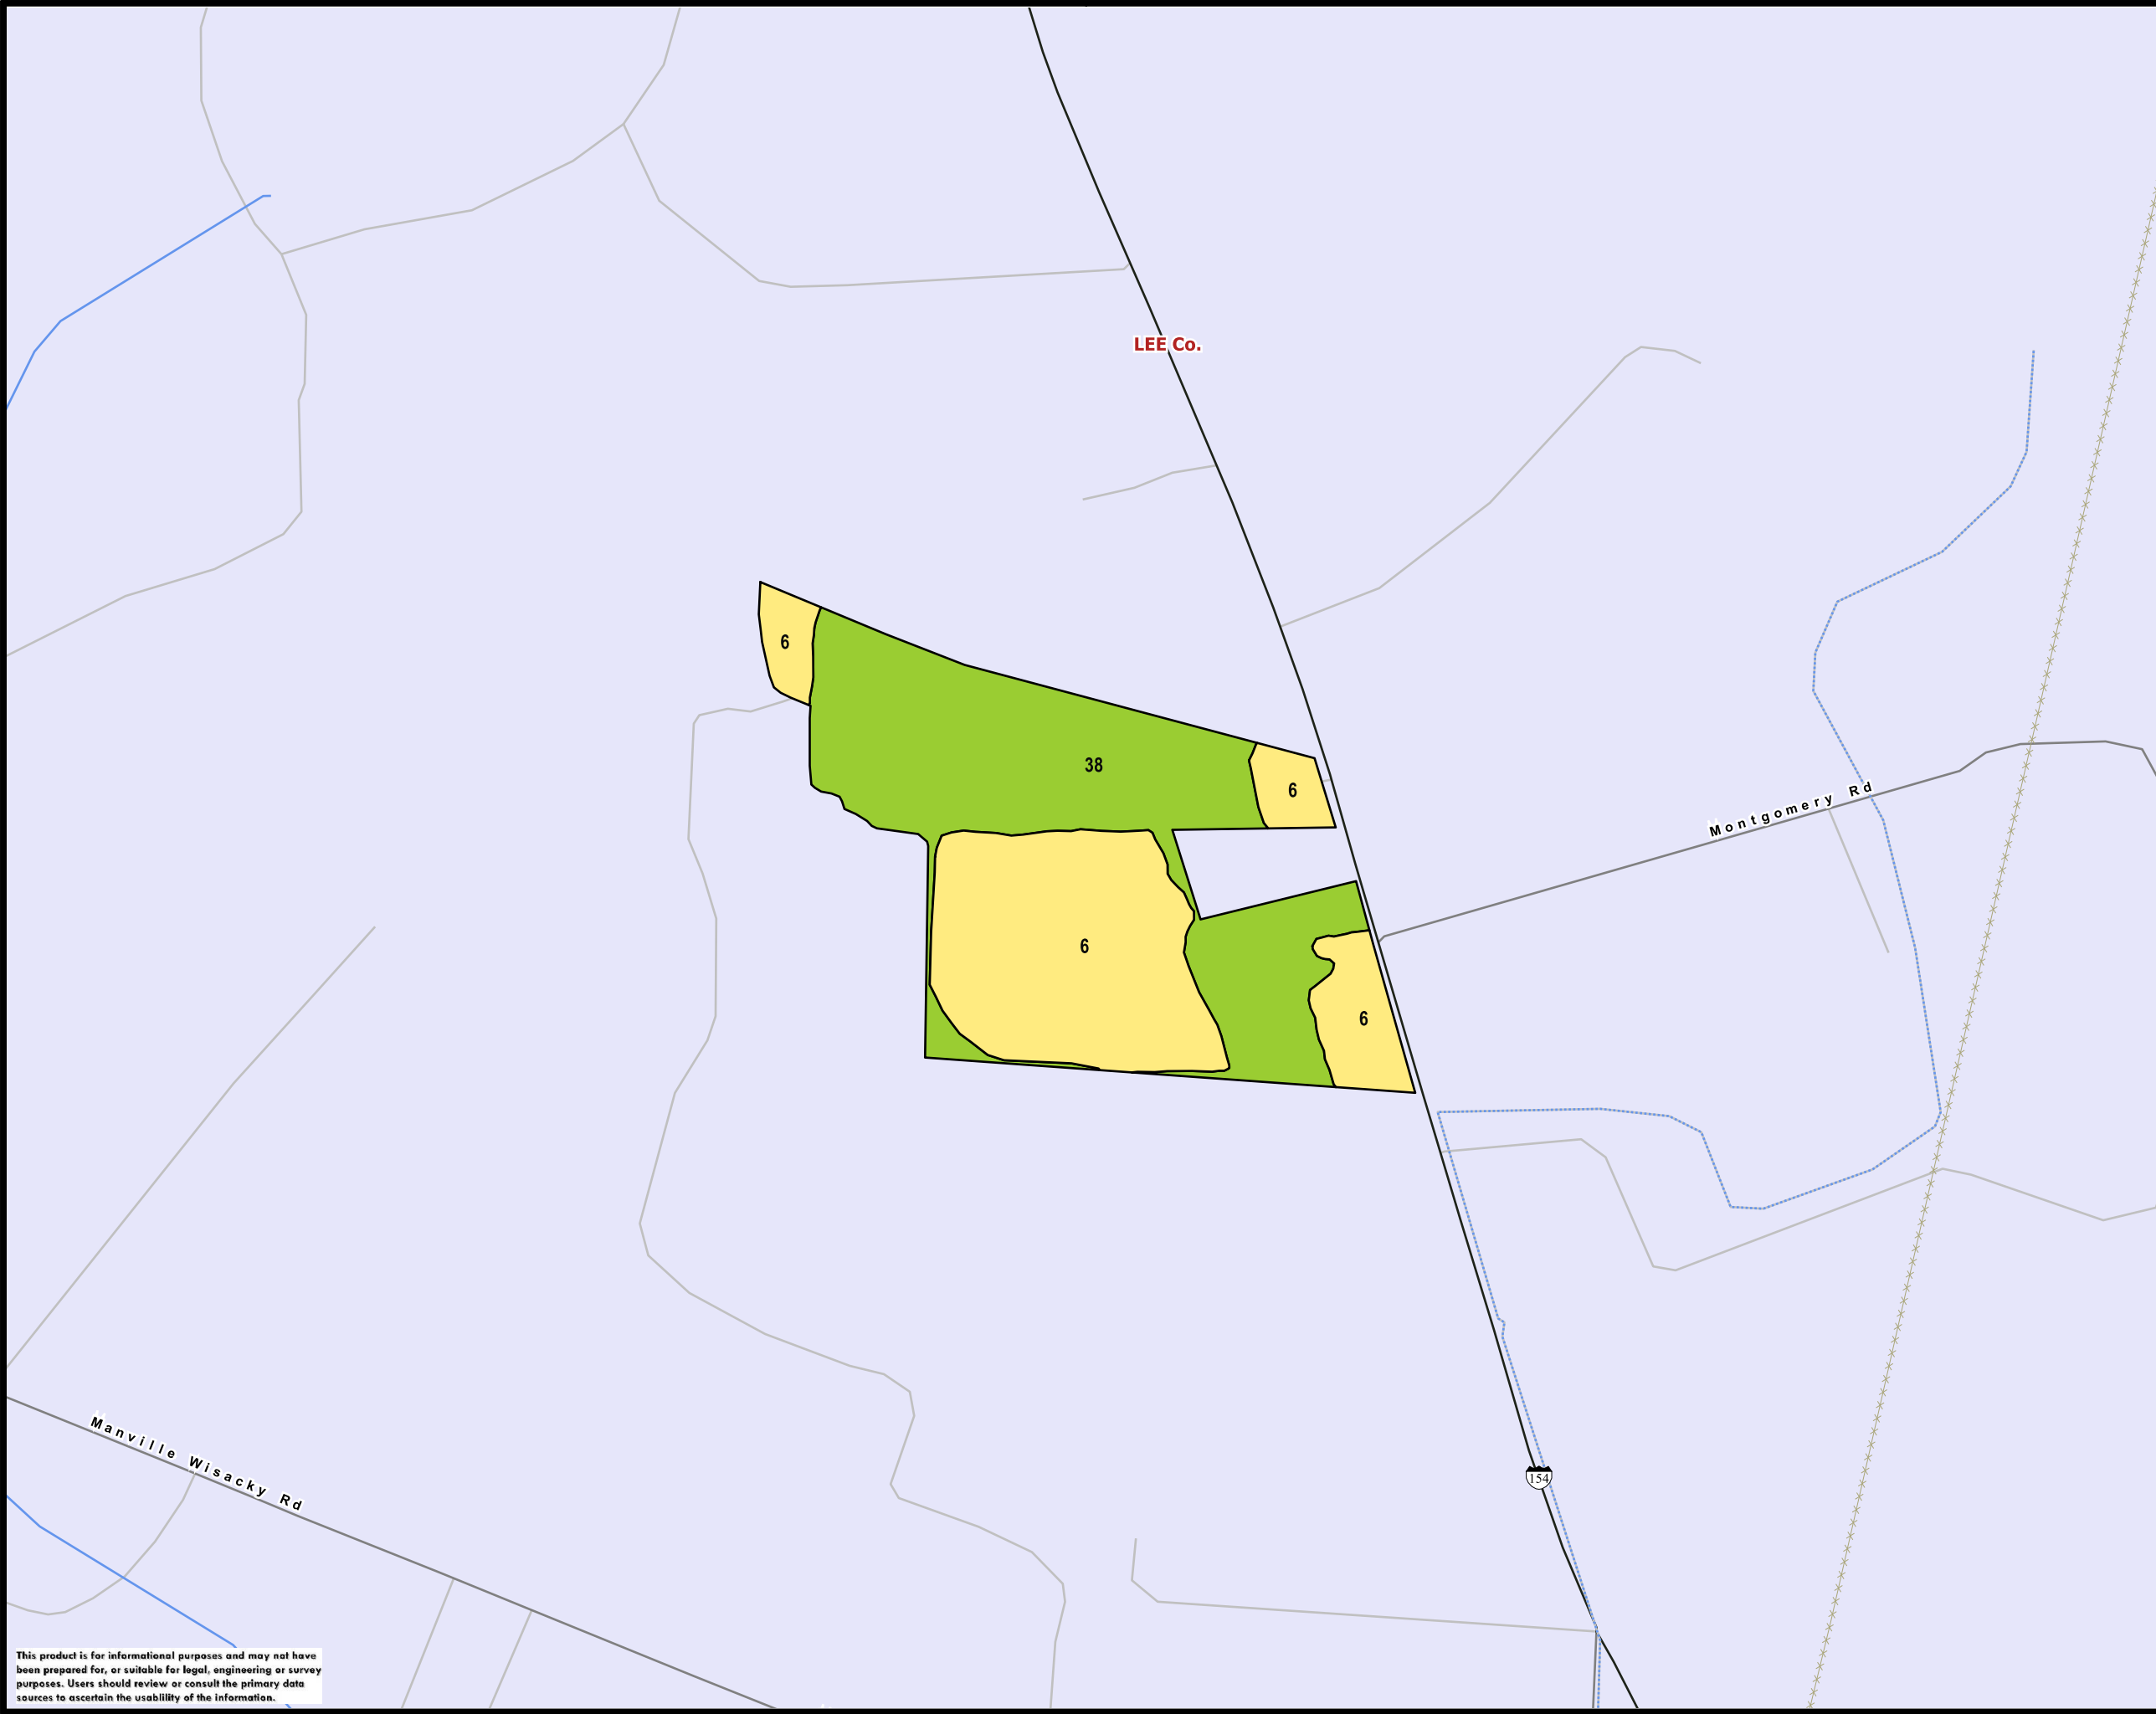 LEE Co.
6
38
6
Montgomery Rd
6
6
Manville Wisacky Rd
154
This product is for informational purposes and may not have
been prepared for, or suitable for legal, engineering or survey
purposes. Users should review or consult the primary data
sources to ascertain the usablility of the information.